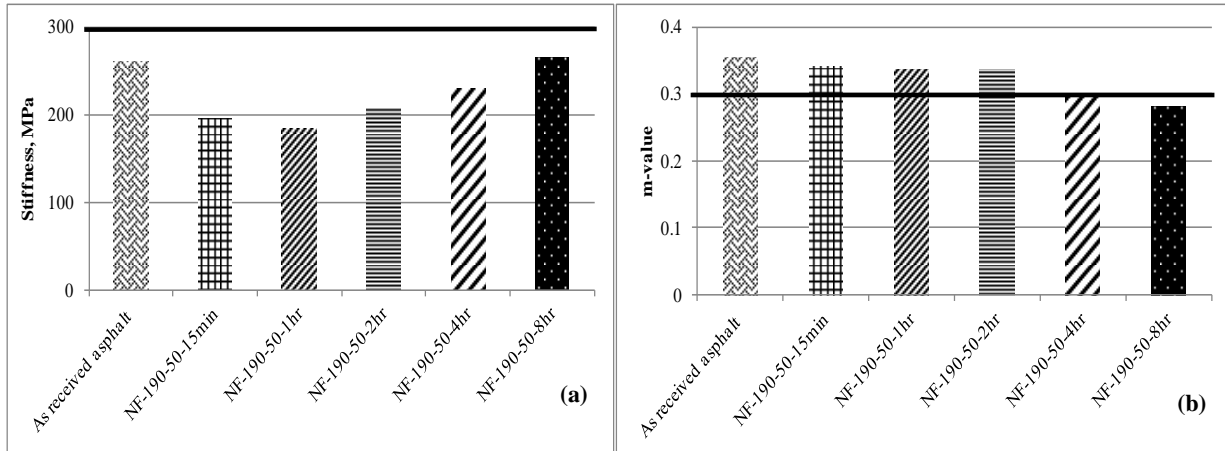 300
200
100
0
Stiffness, MPa
As received asphalt
NF-190-50-15min
NF-190-50-1hr
NF-190-50-2hr
NF-190-50-4hr
NF-190-50-8hr
(a)
0.4
0.3
0.2
0.1
0
m-value
As received asphalt
NF-190-50-15min
NF-190-50-1hr
NF-190-50-2hr
NF-190-50-4hr
NF-190-50-8hr
(b)